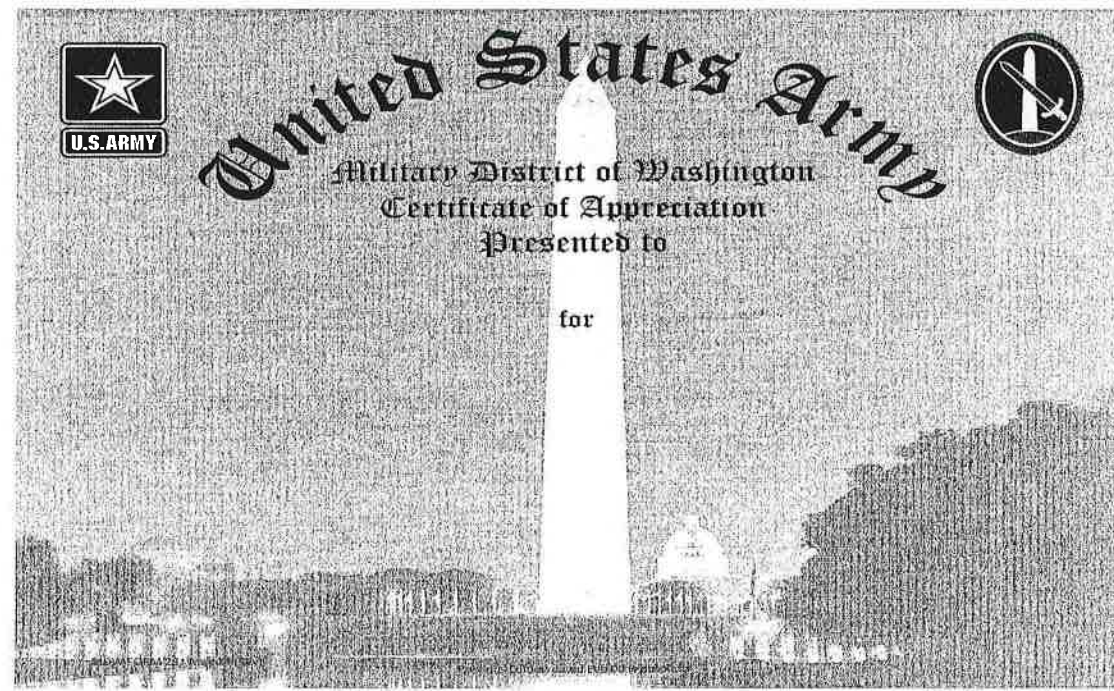 United States Army
U.S.ARMY
Military District of Washington
Certificate of Appreciation
Presented to
for